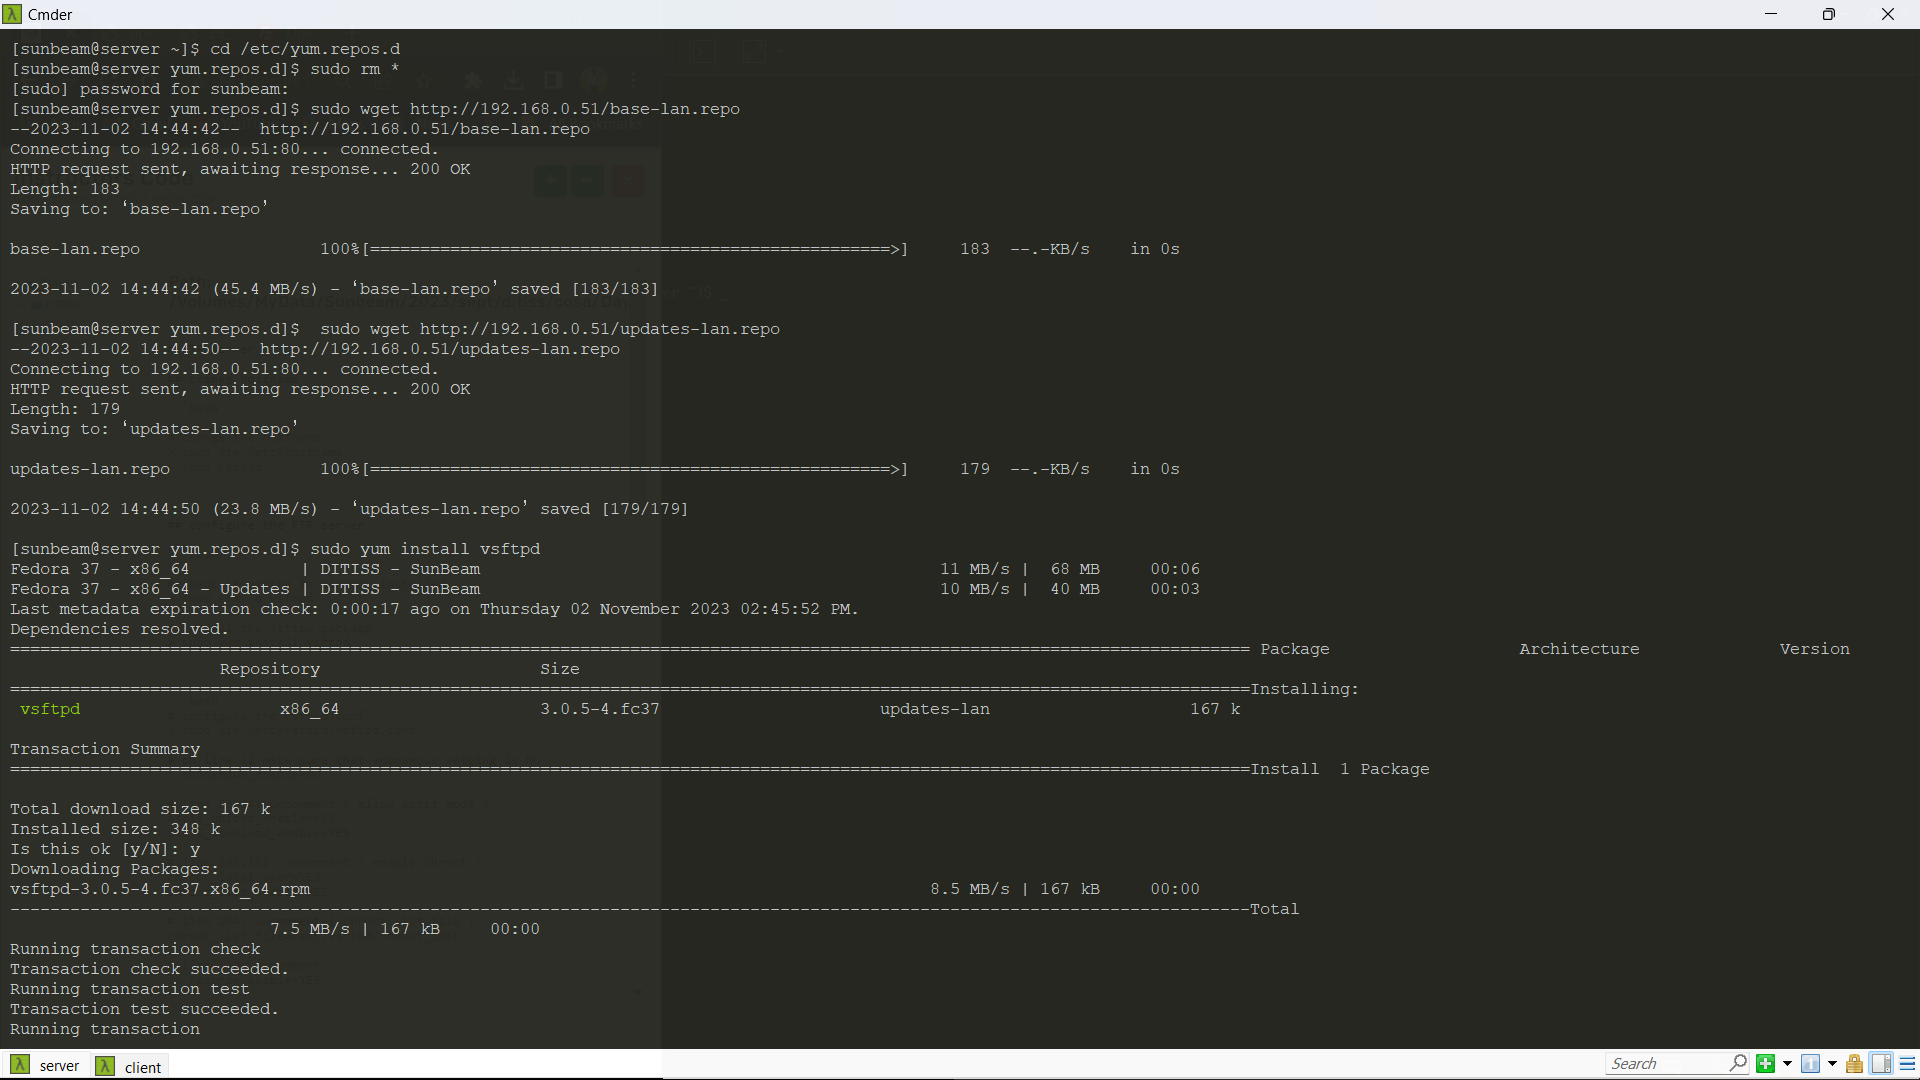 Cmder
[sunbeam@server ~]$ cd /etc/yum.repos.d
[sunbeam@server yum.repos.d]$ sudo rm *
[sudo] password for sunbeam:
[sunbeam@server yum.repos.d]$ sudo wget http://192.168.0.51/base-lan.repo
--2023-11-02 14:44:42--  http://192.168.0.51/base-lan.repo
Connecting to 192.168.0.51:80... connected.
HTTP request sent, awaiting response... 200 OK
Length: 183
Saving to: ‘base-lan.repo’
base-lan.repo                  100%[====================================================>]     183  --.-KB/s    in 0s
2023-11-02 14:44:42 (45.4 MB/s) - ‘base-lan.repo’ saved [183/183]
[sunbeam@server yum.repos.d]$  sudo wget http://192.168.0.51/updates-lan.repo
--2023-11-02 14:44:50--  http://192.168.0.51/updates-lan.repo
Connecting to 192.168.0.51:80... connected.
HTTP request sent, awaiting response... 200 OK
Length: 179
Saving to: ‘updates-lan.repo’
updates-lan.repo               100%[====================================================>]     179  --.-KB/s    in 0s
2023-11-02 14:44:50 (23.8 MB/s) - ‘updates-lan.repo’ saved [179/179]
[sunbeam@server yum.repos.d]$ sudo yum install vsftpd
Fedora 37 - x86_64           | DITISS - SunBeam                                              11 MB/s |  68 MB     00:06
Fedora 37 - x86_64 - Updates | DITISS - SunBeam                                              10 MB/s |  40 MB     00:03
Last metadata expiration check: 0:00:17 ago on Thursday 02 November 2023 02:45:52 PM.
Dependencies resolved.
============================================================================================================================ Package                   Architecture              Version
                     Repository                      Size
============================================================================================================================Installing:
 vsftpd                    x86_64                    3.0.5-4.fc37                      updates-lan                    167 k
Transaction Summary
============================================================================================================================Install  1 Package
Total download size: 167 k
Installed size: 348 k
Is this ok [y/N]: y
Downloading Packages:
vsftpd-3.0.5-4.fc37.x86_64.rpm                                                              8.5 MB/s | 167 kB     00:00
----------------------------------------------------------------------------------------------------------------------------Total
                          7.5 MB/s | 167 kB     00:00
Running transaction check
Transaction check succeeded.
Running transaction test
Transaction test succeeded.
Running transaction
server client Search